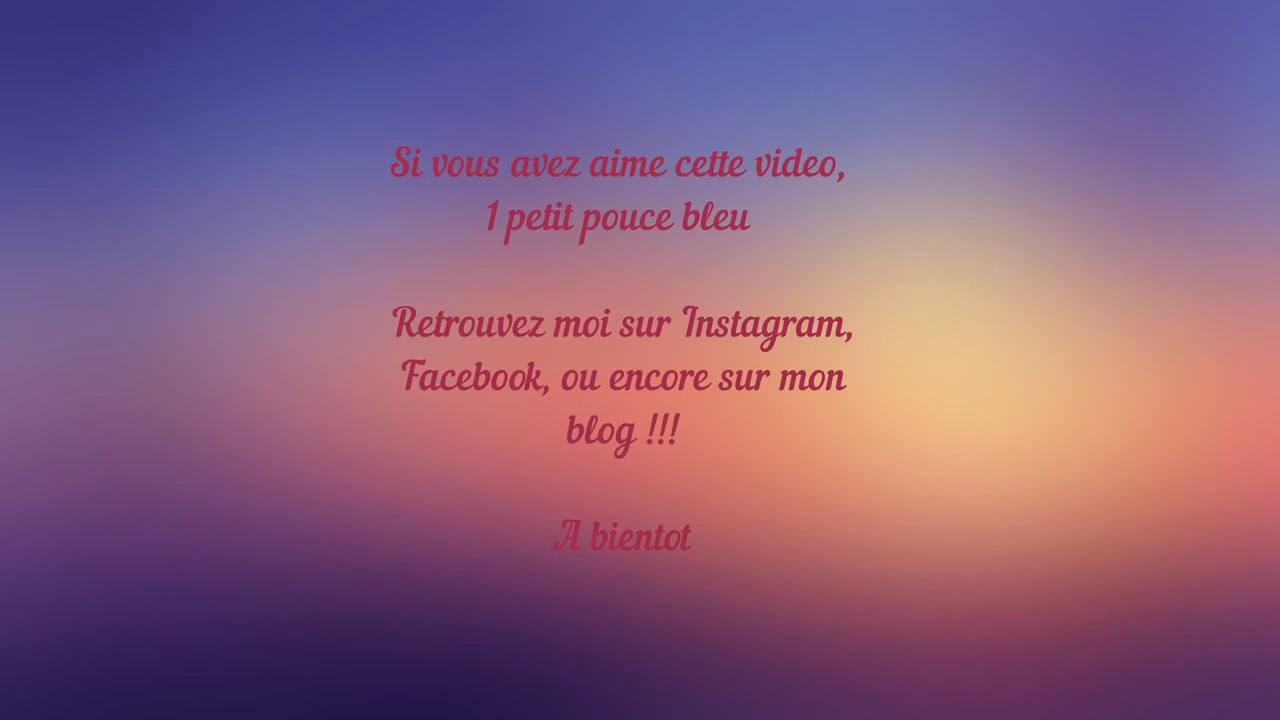 Si vous avez aime cette video,
1 petit pouce bleu
Retrouvez moi sur Instagram,
Facebook, ou encore sur mon
blog !!!
A bientot